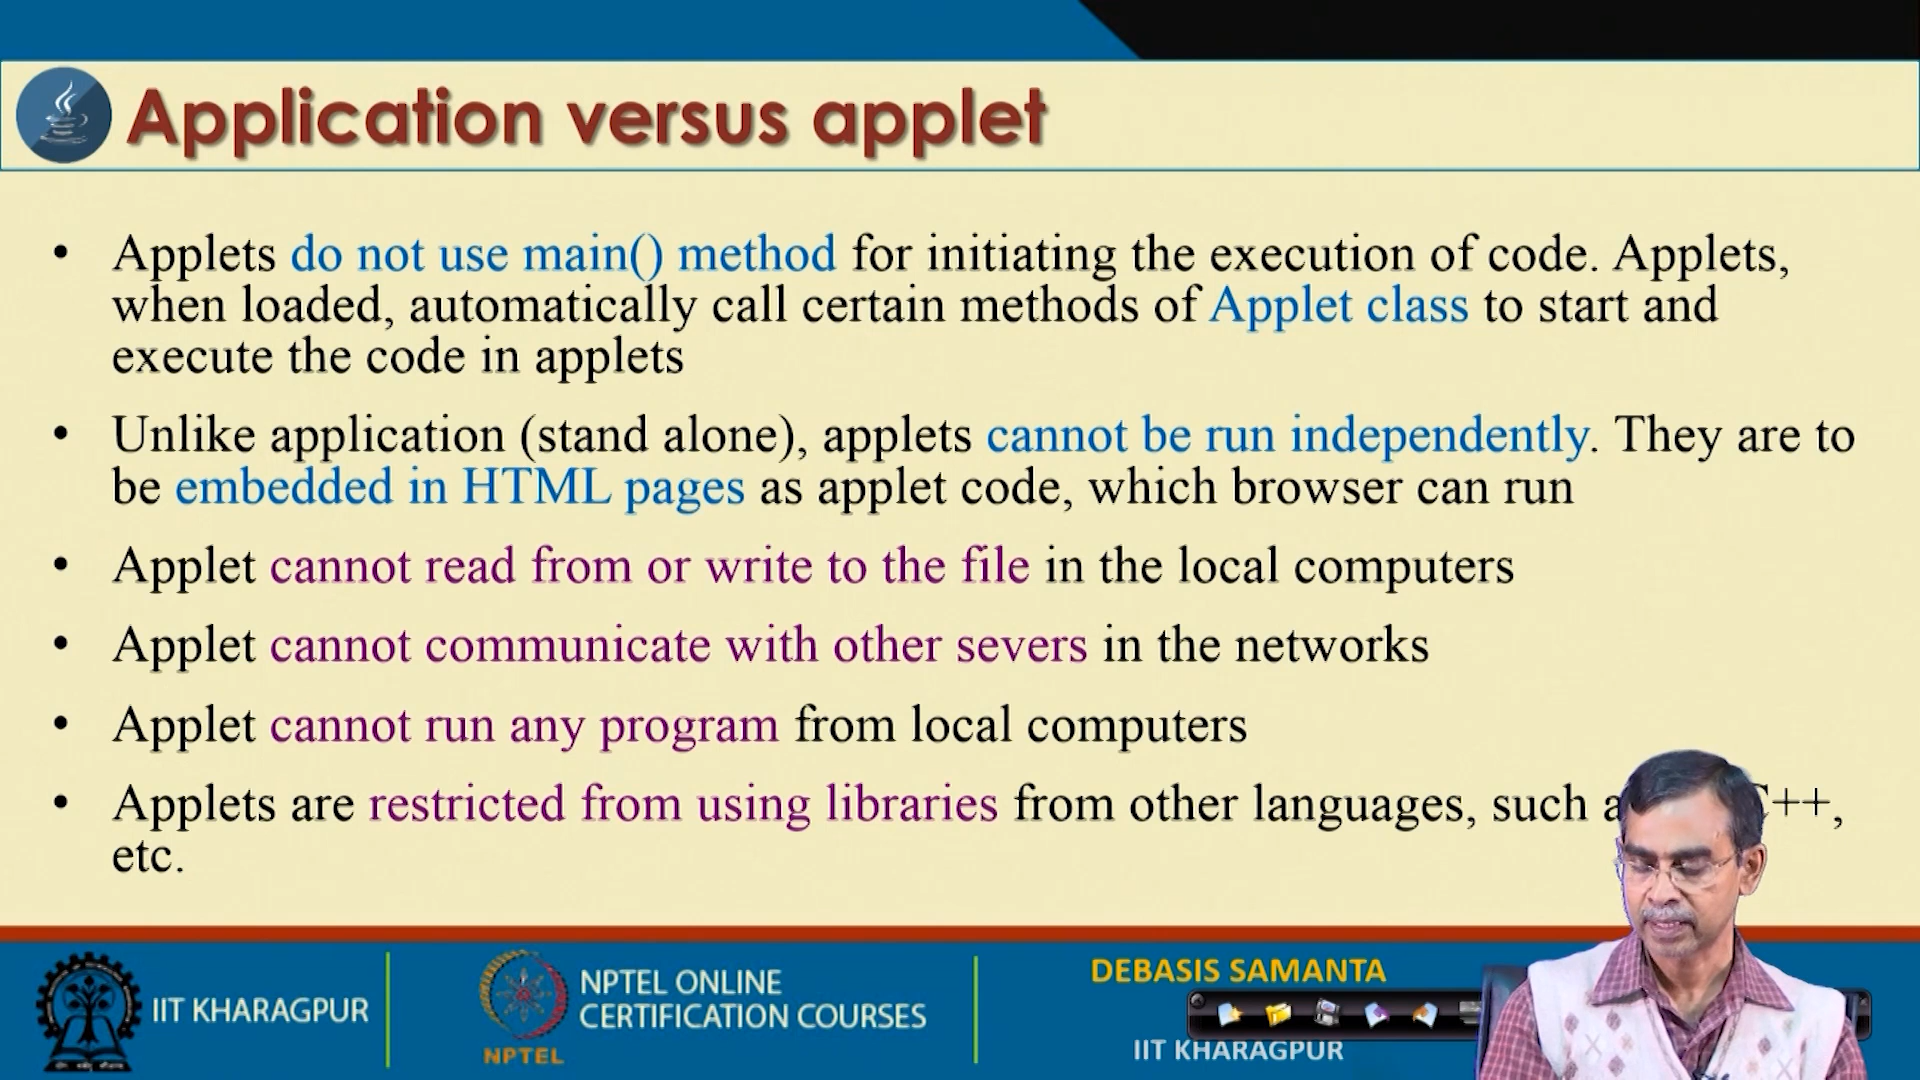 Application versus applet
• Applets do not use main() method for initiating the execution of code. Applets,
when loaded, automatically call certain methods of Applet class to start and
execute the code in applets
• Unlike application (stand alone), applets cannot be run independently. They are to
be embedded in HTML pages as applet code, which browser can run
• Applet cannot read from or write to the file in the local computers
• Applet cannot communicate with other severs in the networks
• Applet cannot run any program from local computers
• Applets are restricted from using libraries from other languages, such C++,
etc.
IIT KHARAGPUR
NPTEL
NPTEL ONLINE
CERTIFICATION COURSES
DEBASIS SAMANTA
IIT KHARAGPUR